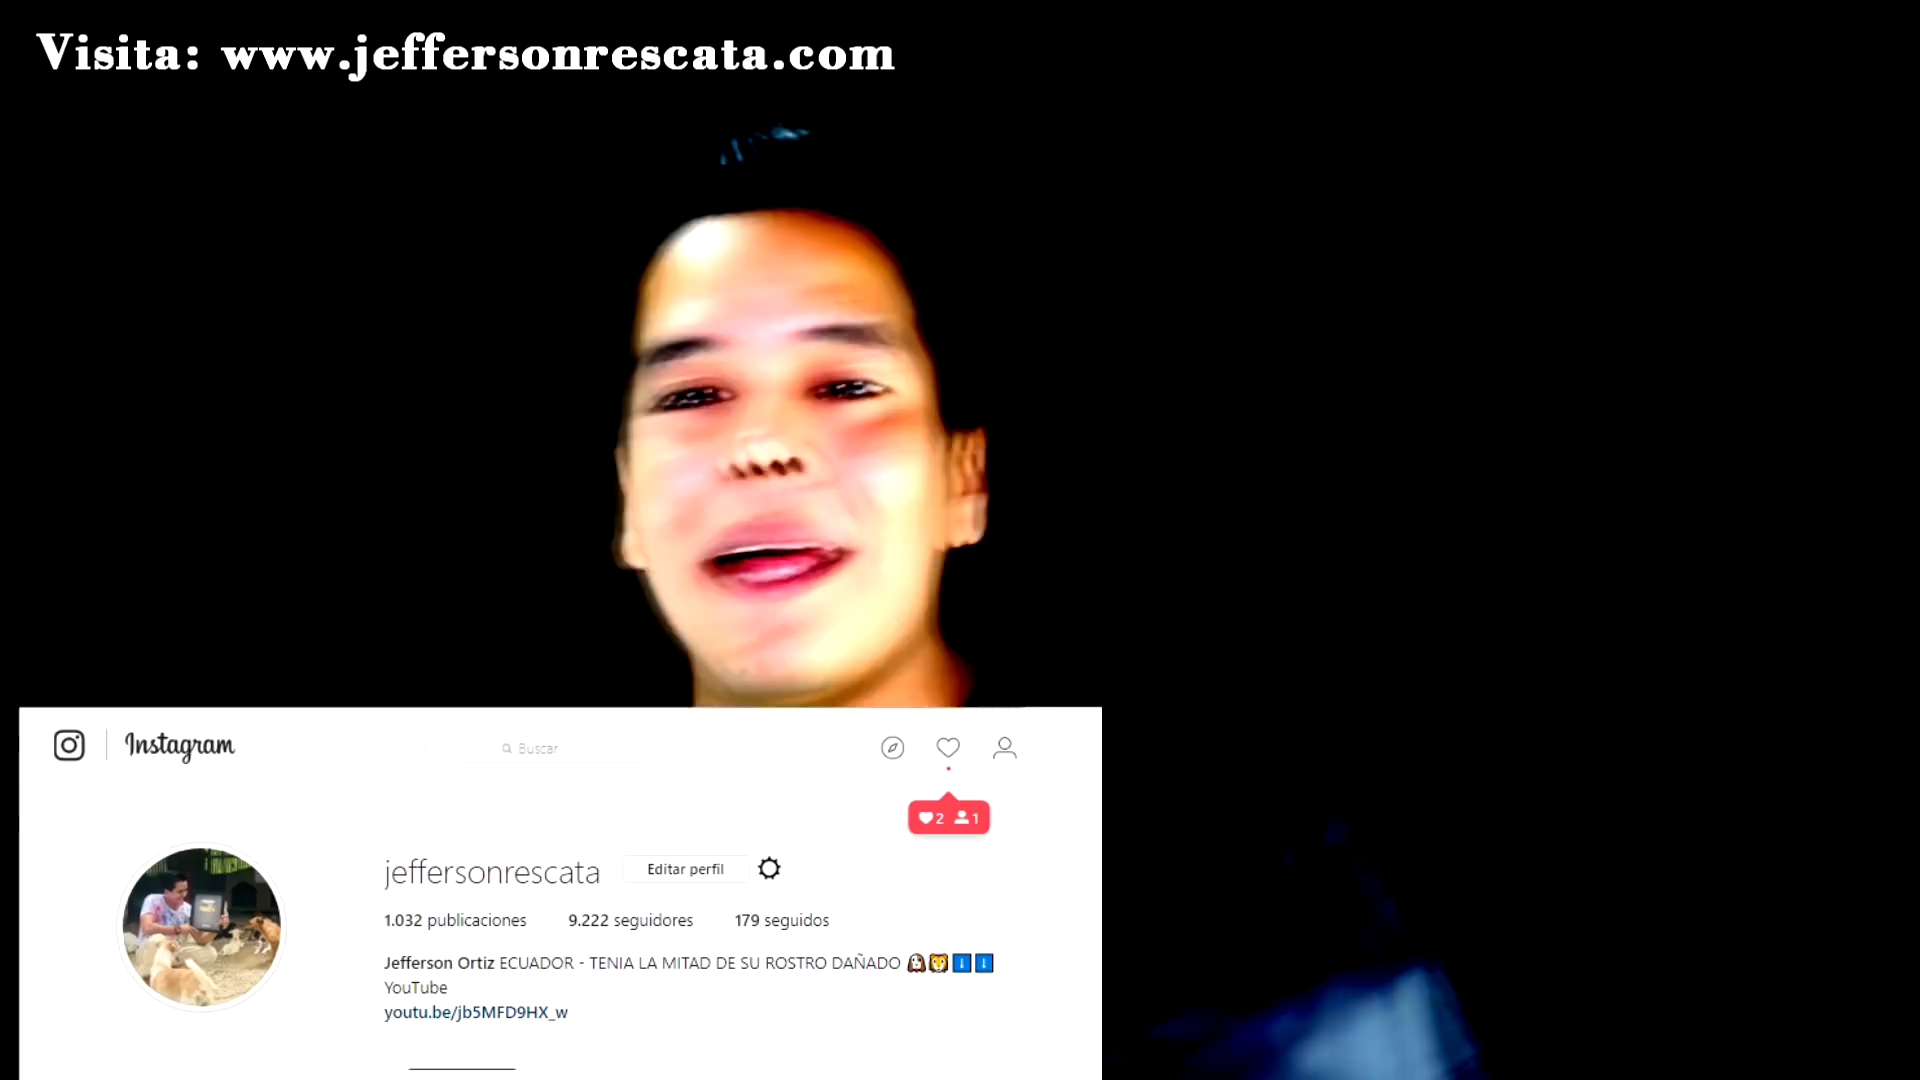 Visita: www.jeffersonrescata.com
Instagram
Buscar
2 1
jeffersonrescata Editar perfil
1.032 publicaciones 9.222 seguidores 179 seguidos
Jefferson Ortiz ECUADOR - TENIA LA MITAD DE SU ROSTRO DAÑADO
YouTube
youtu.be/jb5MFD9HX_w